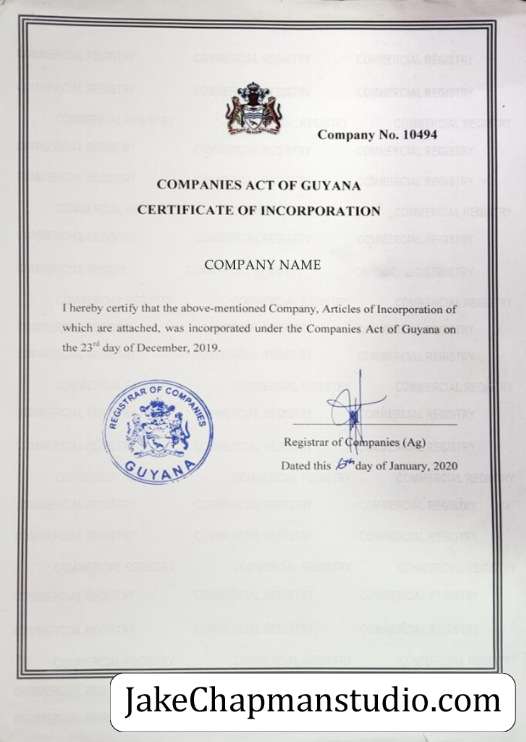 Company No. 10494
COMPANIES ACT OF GUYANA
CERTIFICATE OF INCORPORATION
COMPANY NAME
I hereby certify that the above-mentioned Company, Articles of Incorporation of
which are attached, was incorporated under the Companies Act of Guyana on
the 23rd day of December, 2019.
REGISTRAR OF COMPANIES
GUYANA
Registrar of Companies (Ag)
Dated this day of January, 2020
JakeChapmanstudio.com